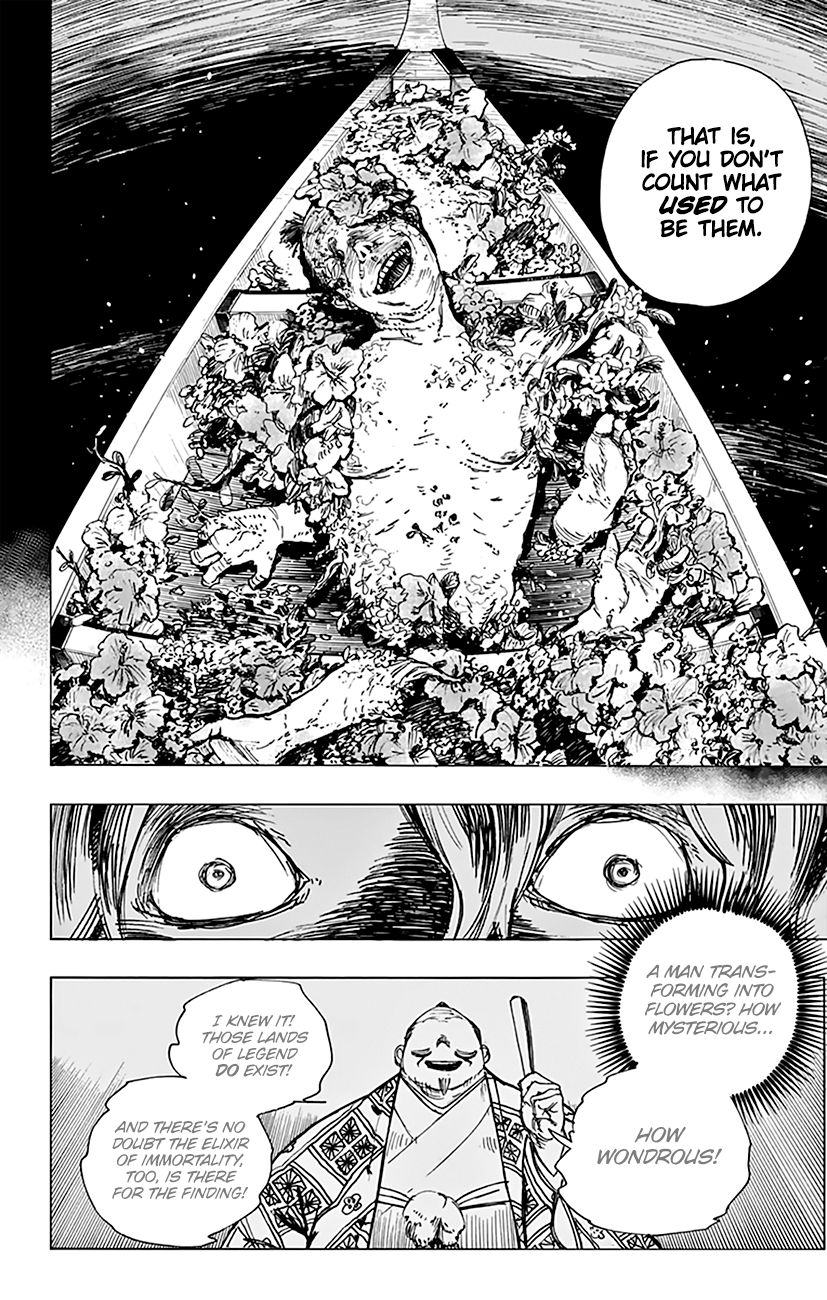 THAT IS,
IF YOU DON'T
COUNT WHAT
USED TO
BE THEM.
A MAN TRANS-
FORMING INTO
FLOWERS? HOW
MYSTERIOUS...
HOW
WONDROUS!
I KNEW IT!
THOSE LANDS
OF LEGEND
DO EXIST!
AND THERE'S NO
DOUBT THE ELIXIR
OF IMMORTALITY,
TOO, IS THERE
FOR THE FINDING!